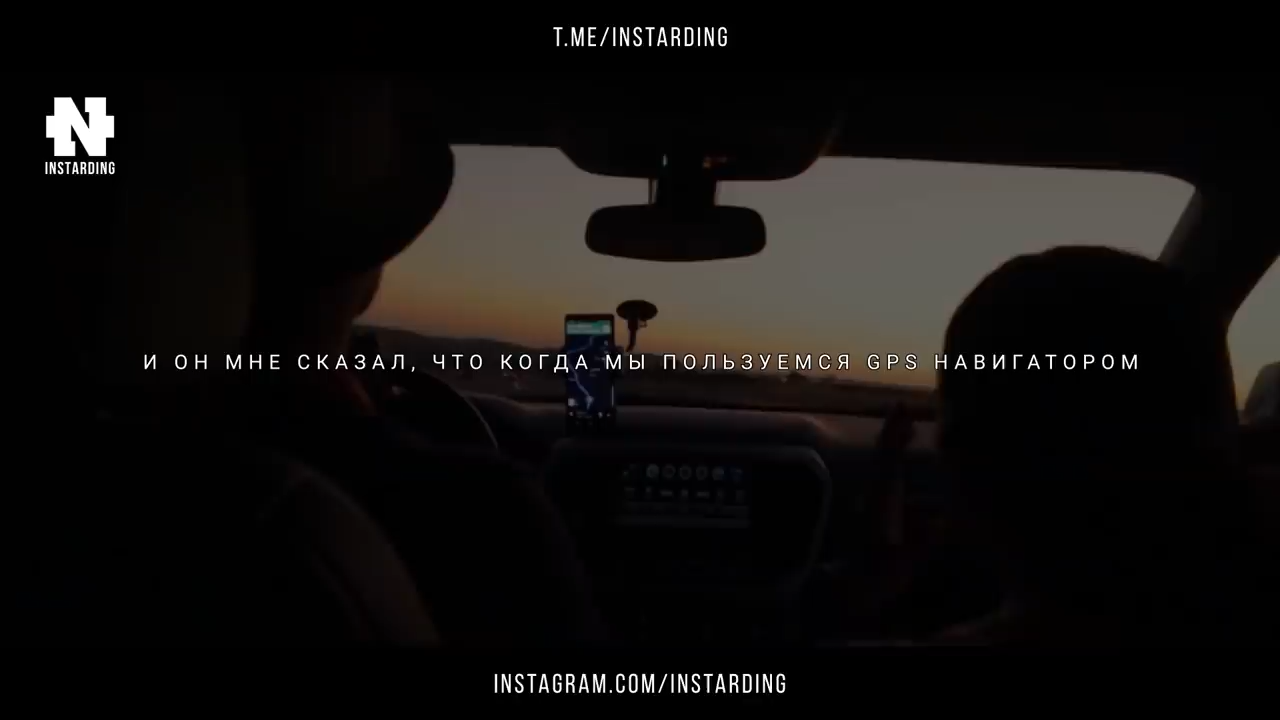 T.ME/INSTARDING
INSTARDING
И ОН МНЕ СКАЗАЛ, ЧТО КОГДА МЫ ПОЛЬЗУЕМСЯ GPS НАВИГАТОРОМ
INSTAGRAM.COM/INSTARDING